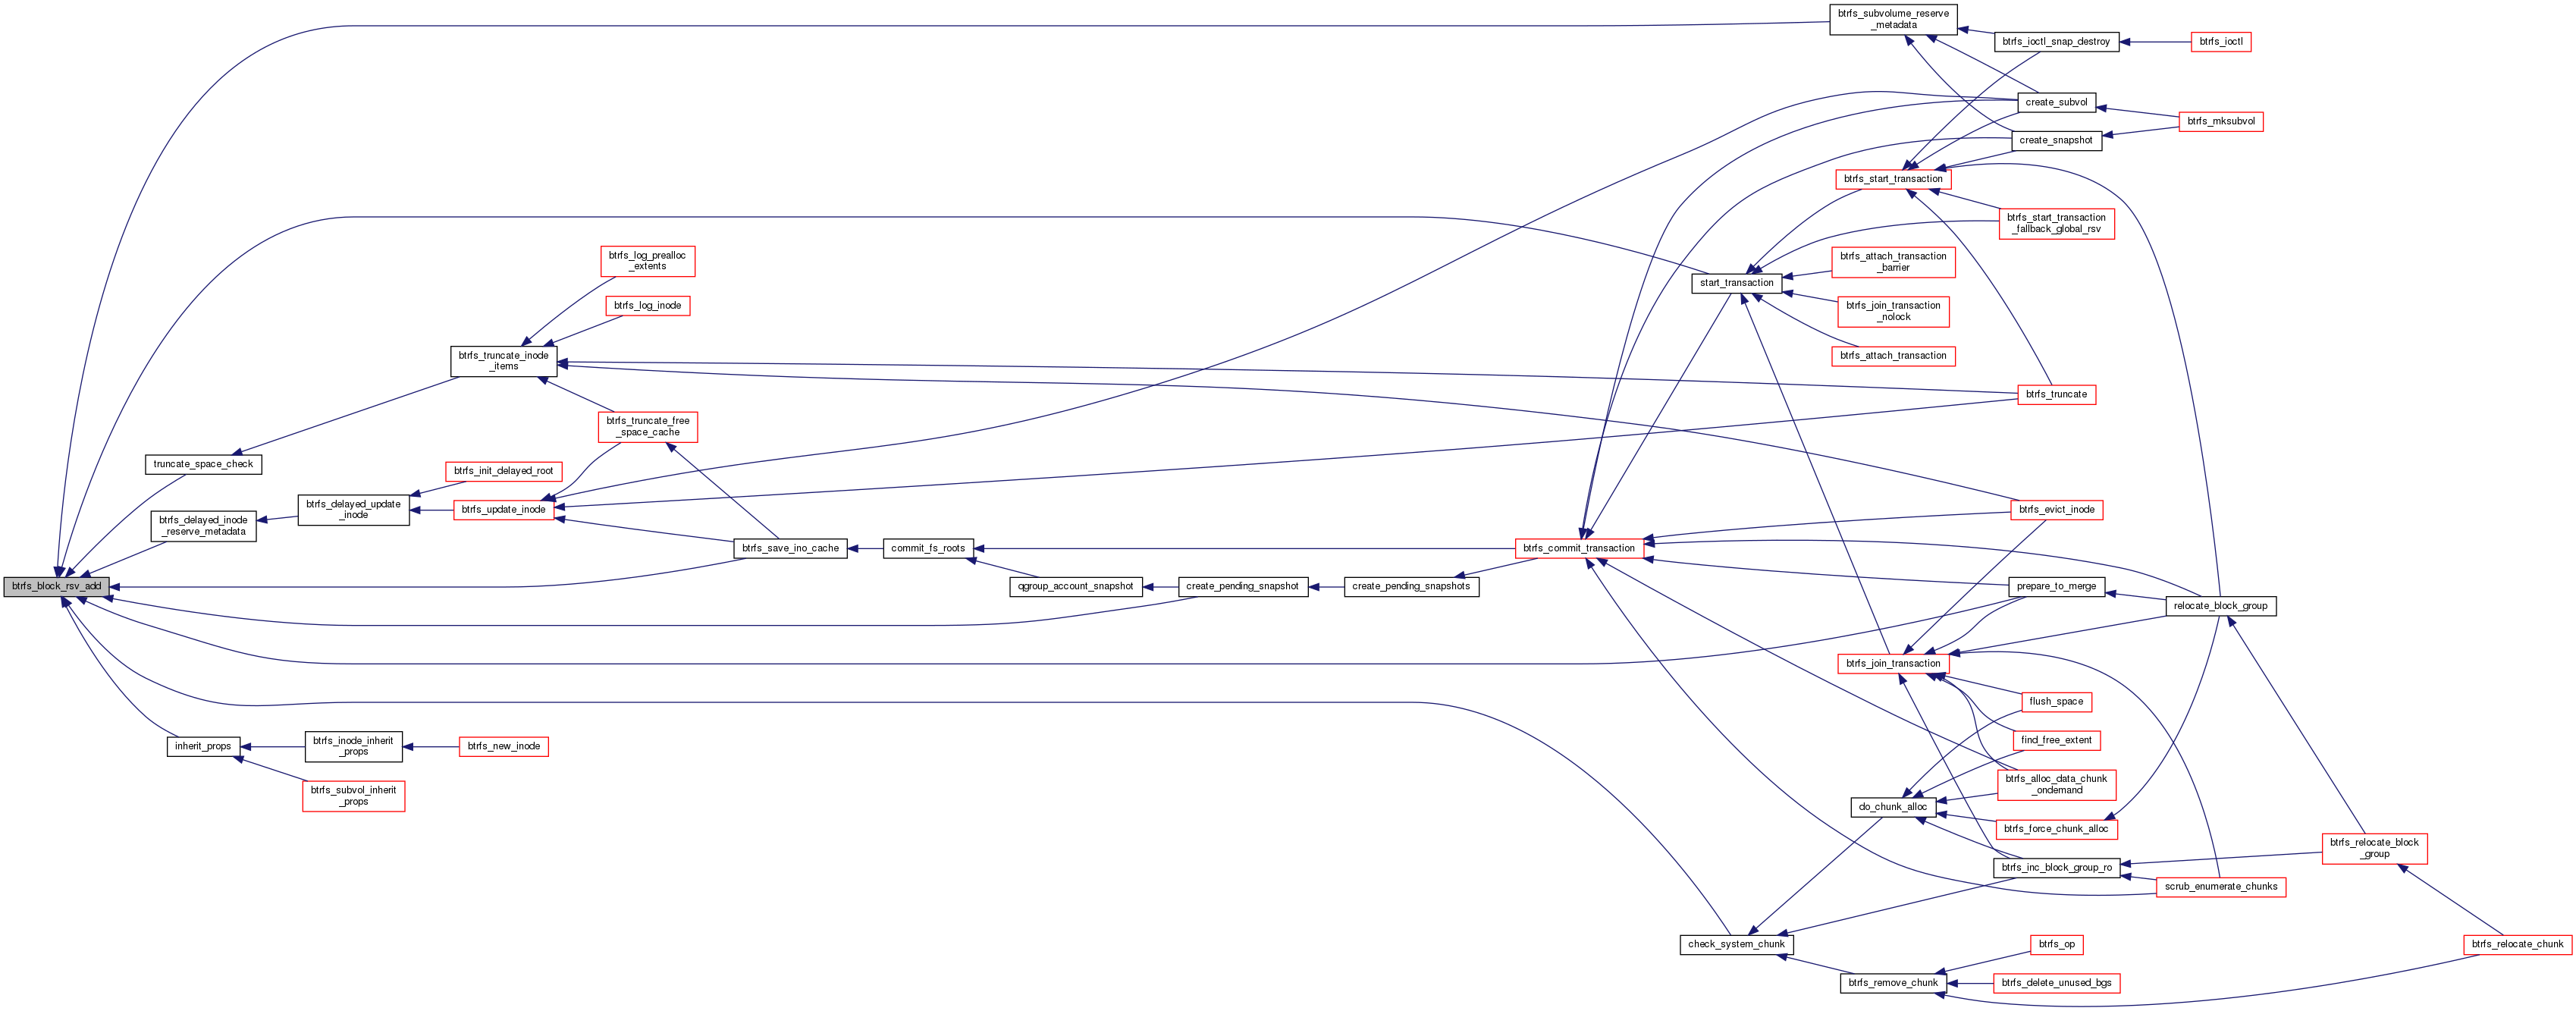 btrfs_subvolume_reserve
_metadata
btrfs_ioctl_snap_destroy
btrfs_ioctl
create_subvol
btrfs_mksubvol
create_snapshot
btrfs_start_transaction
btrfs_start_transaction
_fallback_global_rsv
btrfs_log_prealloc
_extents
btrfs_attach_transaction
_barrier
start_transaction
btrfs_log_inode
btrfs_join_transaction
_nolock
btrfs_truncate_inode
_items
btrfs_attach_transaction
btrfs_truncate
btrfs_truncate_free
_space_cache
truncate_space_check
btrfs_init_delayed_root
btrfs_delayed_update
_inode
btrfs_update_inode
btrfs_evict_inode
btrfs_delayed_inode
_reserve_metadata
btrfs_save_ino_cache
commit_fs_roots
btrfs_commit_transaction
btrfs_block_rsv_add
qgroup_account_snapshot
create_pending_snapshot
create_pending_snapshots
prepare_to_merge
relocate_block_group
btrfs_join_transaction
flush_space
inherit_props
btrfs_inode_inherit
_props
btrfs_new_inode
find_free_extent
btrfs_subvol_inherit
_props
btrfs_alloc_data_chunk
_ondemand
do_chunk_alloc
btrfs_force_chunk_alloc
btrfs_relocate_block
_group
btrfs_inc_block_group_ro
scrub_enumerate_chunks
check_system_chunk
btrfs_op
btrfs_relocate_chunk
btrfs_remove_chunk
btrfs_delete_unused_bgs